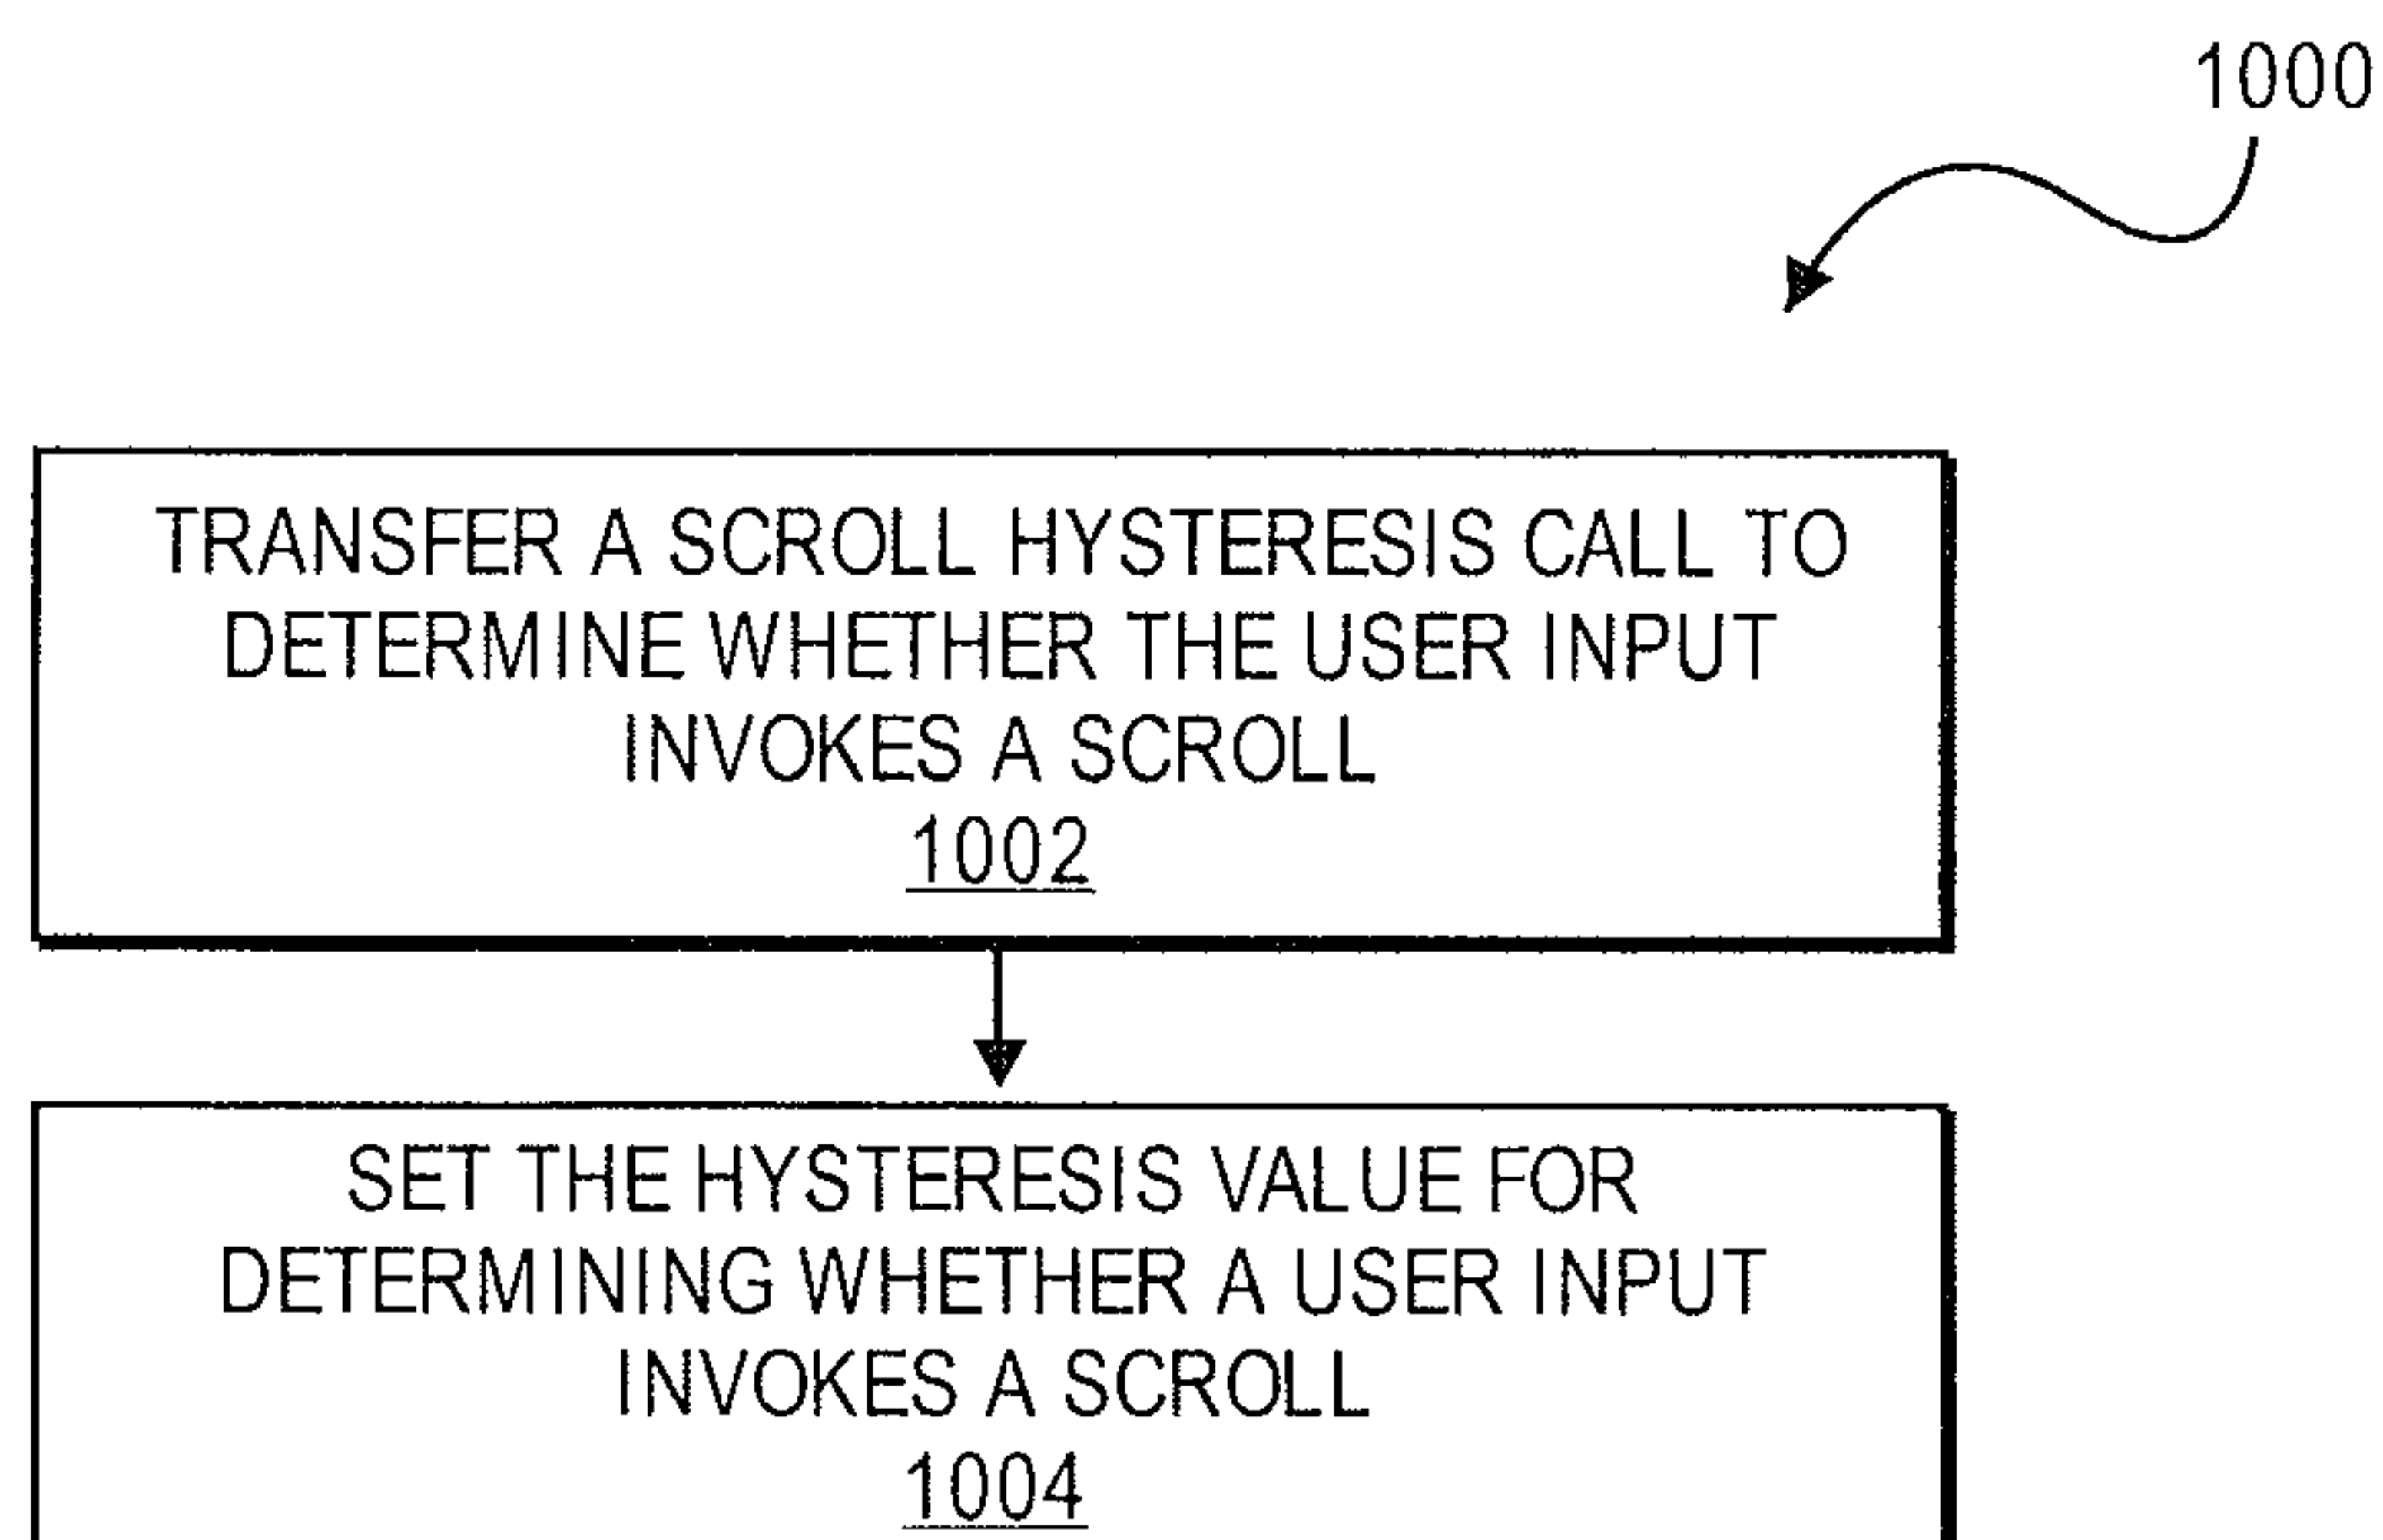 1000
TRANSFER A SCROLL HYSTERESIS CALL TO
DETERMINE WHETHER THE USER INPUT
INVOKES A SCROLL
1002
SET THE HYSTERESIS VALUE FOR
DETERMINING WHETHER A USER INPUT
INVOKES A SCROLL
1004